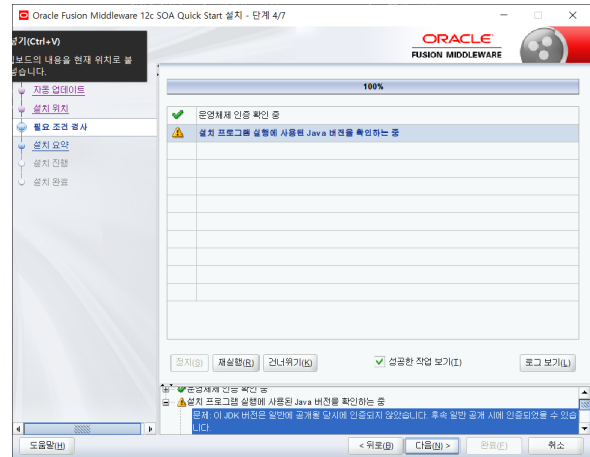 Oracle Fusion Middleware 12c SOA Quick Start 설치 - 단계 4/7
기(Ctrl+V)
보드의 내용을 현재 위치로 붙
습니다.
ORACLE
FUSION MIDDLEWARE
자동 업데이트
설치 위치
필요 조건 검사
설치 요약
설치 진행
설치 완료
100%
운영체제 인증 확인 중
설치 프로그램 실행에 사용된 Java 버전을 확인하는 중
정지(S) 재실행(R) 건너뛰기(K) 성공한 작업 보기(T) 로그 보기(L)
운영체제 인증 확인 중
설치 프로그램 실행에 사용된 Java 버전을 확인하는 중
문제: 이 JDK 버전은 일반에 공개될 당시에 인증되지 않았습니다. 후속 일반 공개 시에 인증되었을 수 있습
니다.
도움말(H) < 뒤로(B) 다음(N) > 완료(F) 취소